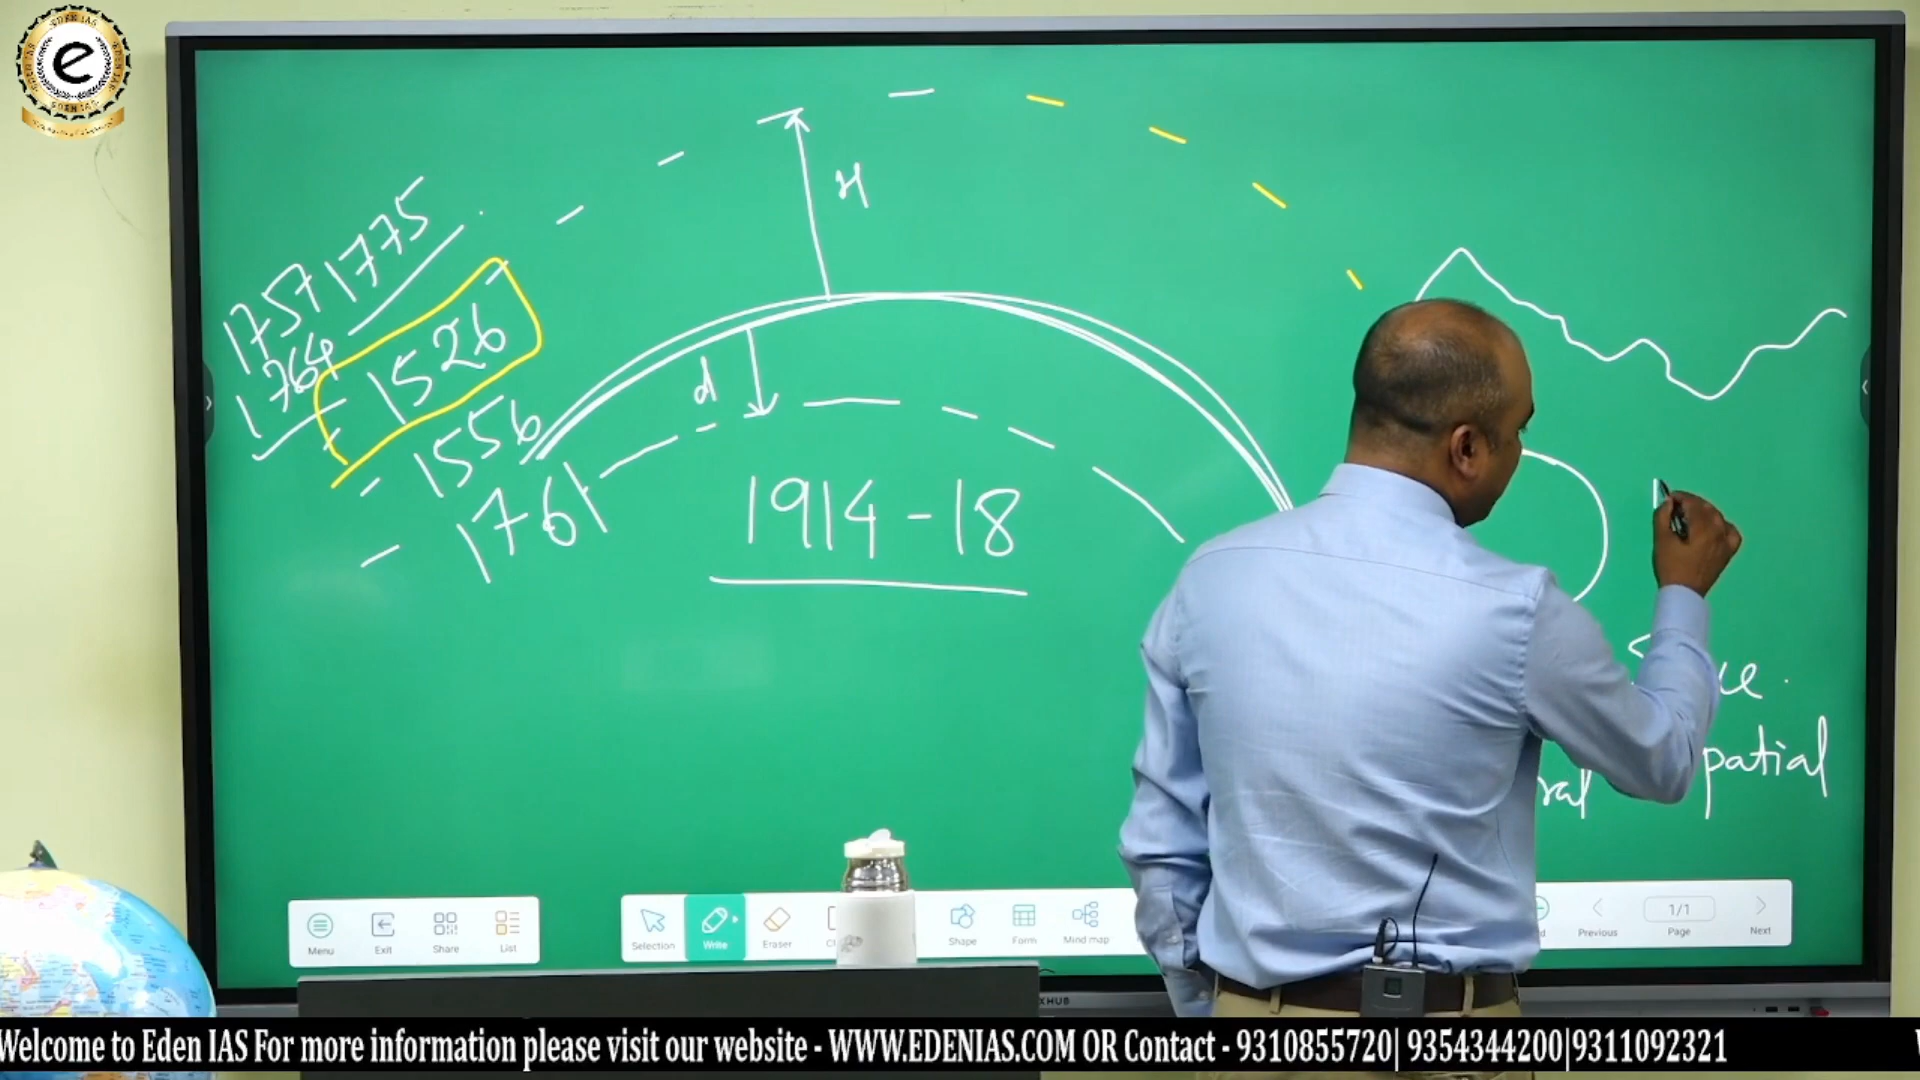 e
EDEN IAS
1757 1775
1764
1526
- 1556
- 1761
H
d
1914-18
patial
Menu
Exit
Share
List
Selection
Write
Eraser
Shape
Form
Mind map
Previous
1/1
Page
Next
Welcome to Eden IAS For more information please visit our website - WWW.EDENIAS.COM OR Contact - 9310855720| 9354344200|9311092321